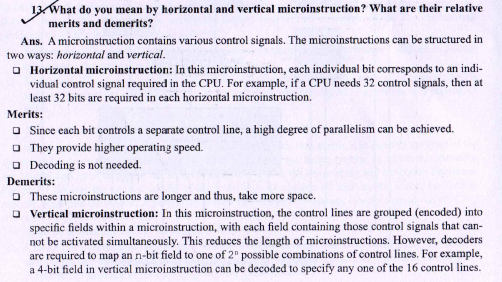 13. What do you mean by horizontal and vertical microinstruction? What are their relative
merits and demerits?
Ans. A microinstruction contains various control signals. The microinstructions can be structured in
two ways: horizontal and vertical.
❑ Horizontal microinstruction: In this microinstruction, each individual bit corresponds to an indi-
vidual control signal required in the CPU. For example, if a CPU needs 32 control signals, then at
least 32 bits are required in each horizontal microinstruction.
Merits:
❑ Since each bit controls a separate control line, a high degree of parallelism can be achieved.
❑ They provide higher operating speed.
❑ Decoding is not needed.
Demerits:
❑ These microinstructions are longer and thus, take more space.
❑ Vertical microinstruction: In this microinstruction, the control lines are grouped (encoded) into
specific fields within a microinstruction, with each field containing those control signals that can-
not be activated simultaneously. This reduces the length of microinstructions. However, decoders
are required to map an n-bit field to one of 2ⁿ possible combinations of control lines. For example,
a 4-bit field in vertical microinstruction can be decoded to specify any one of the 16 control lines.